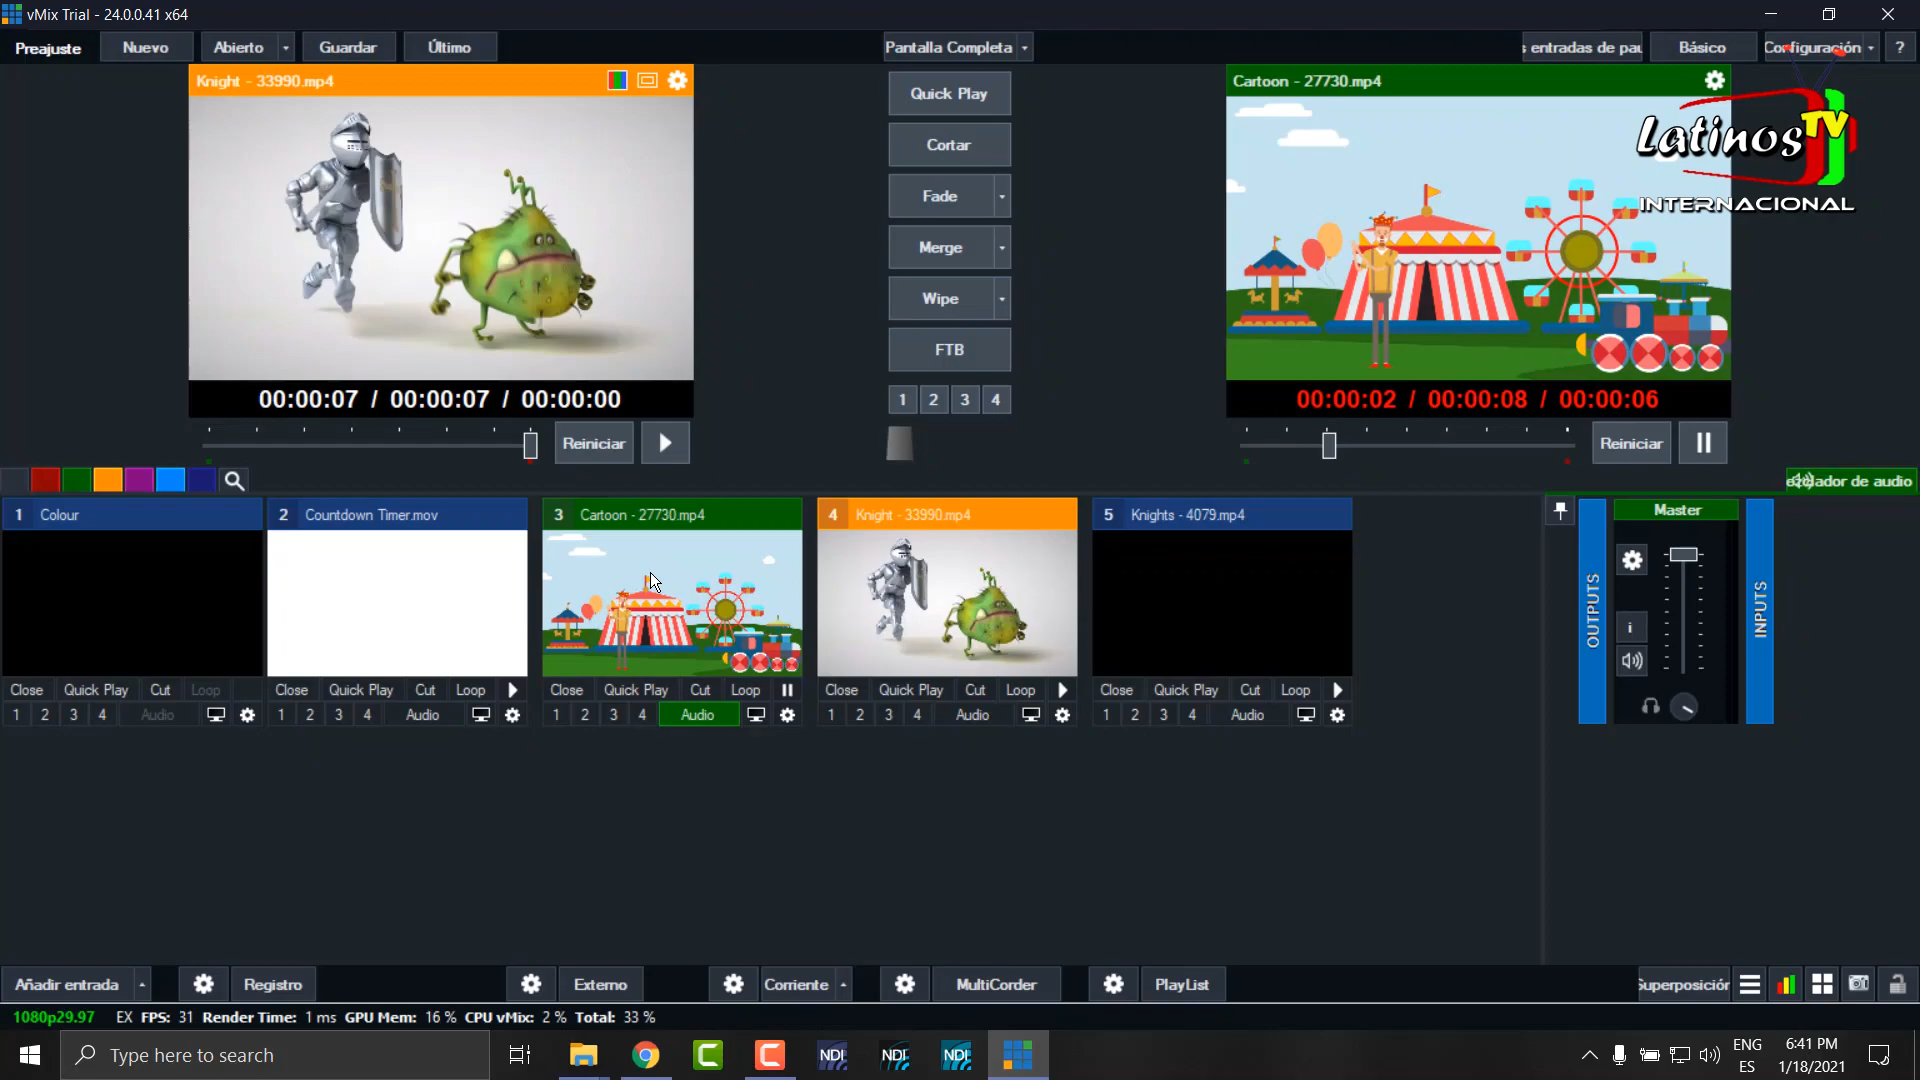 vMix Trial - 24.0.0.41 x64
Preajuste Nuevo Abierto Guardar Último Pantalla Completa s entradas de pau Básico Configuración ?
Knight - 33990.mp4
Cartoon - 27730.mp4
Quick Play
Cortar
Fade
Merge
Wipe
FTB
1 2 3 4
Latinos TV
INTERNACIONAL
00:00:07 / 00:00:07 / 00:00:00
00:00:02 / 00:00:08 / 00:00:06
Reiniciar
Reiniciar
ezclador de audio
1 Colour
2 Countdown Timer.mov
3 Cartoon - 27730.mp4
4 Knight - 33990.mp4
5 Knights - 4079.mp4
Master
OUTPUTS
i
INPUTS
Close Quick Play Cut Loop
Close Quick Play Cut Loop
Close Quick Play Cut Loop
Close Quick Play Cut Loop
Close Quick Play Cut Loop
1 2 3 4 Audio
1 2 3 4 Audio
1 2 3 4 Audio
1 2 3 4 Audio
1 2 3 4 Audio
Añadir entrada Registro Externo Corriente MultiCorder PlayList Superposición
1080p29.97 EX FPS: 31 Render Time: 1 ms GPU Mem: 16 % CPU vMix: 2 % Total: 33 %
Type here to search
NDI NDI NDI
ENG
ES
6:41 PM
1/18/2021